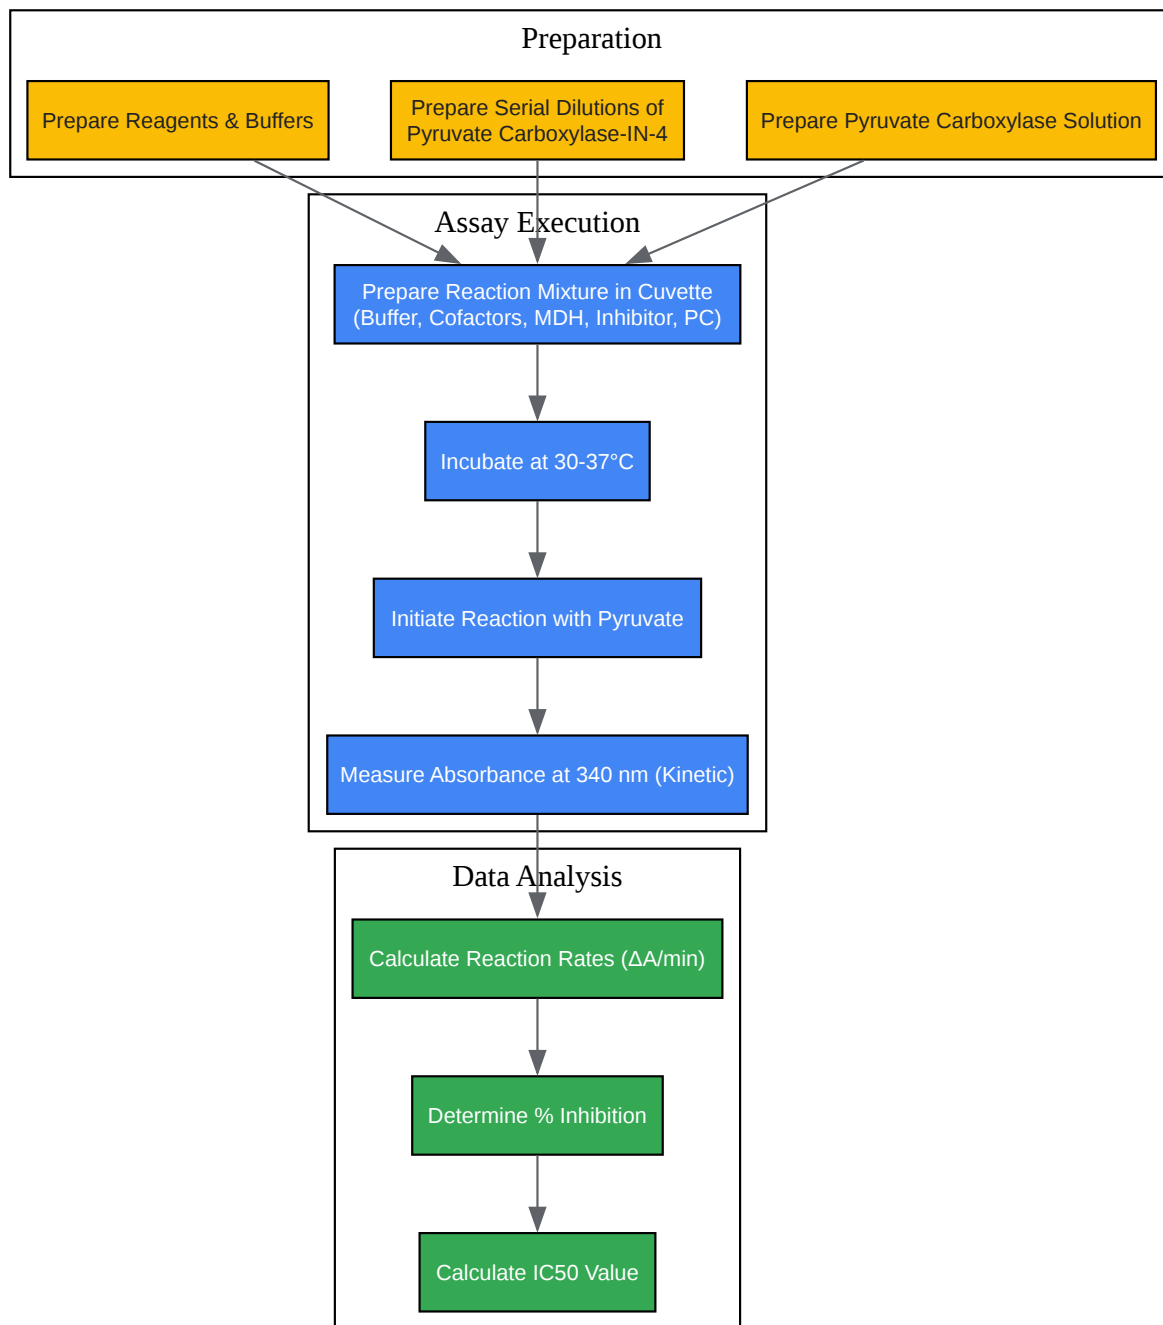 Preparation
Prepare Reagents & Buffers
Prepare Serial Dilutions of
Pyruvate Carboxylase-IN-4
Prepare Pyruvate Carboxylase Solution
Assay Execution
Prepare Reaction Mixture in Cuvette
(Buffer, Cofactors, MDH, Inhibitor, PC)
Incubate at 30-37°C
Initiate Reaction with Pyruvate
Measure Absorbance at 340 nm (Kinetic)
Data Analysis
Calculate Reaction Rates (ΔA/min)
Determine % Inhibition
Calculate IC50 Value